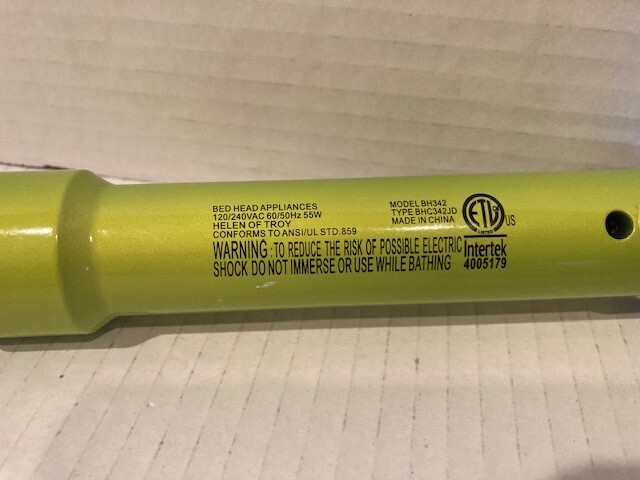 BED HEAD APPLIANCES
120/240VAC 60/50Hz 55W
HELEN OF TROY
CONFORMS TO ANSI/UL STD.859
MODEL BH342
TYPE BHC342JD
MADE IN CHINA
WARNING :TO REDUCE THE RISK OF POSSIBLE ELECTRIC
SHOCK DO NOT IMMERSE OR USE WHILE BATHING
ETL
LISTED
US
Intertek
4005179